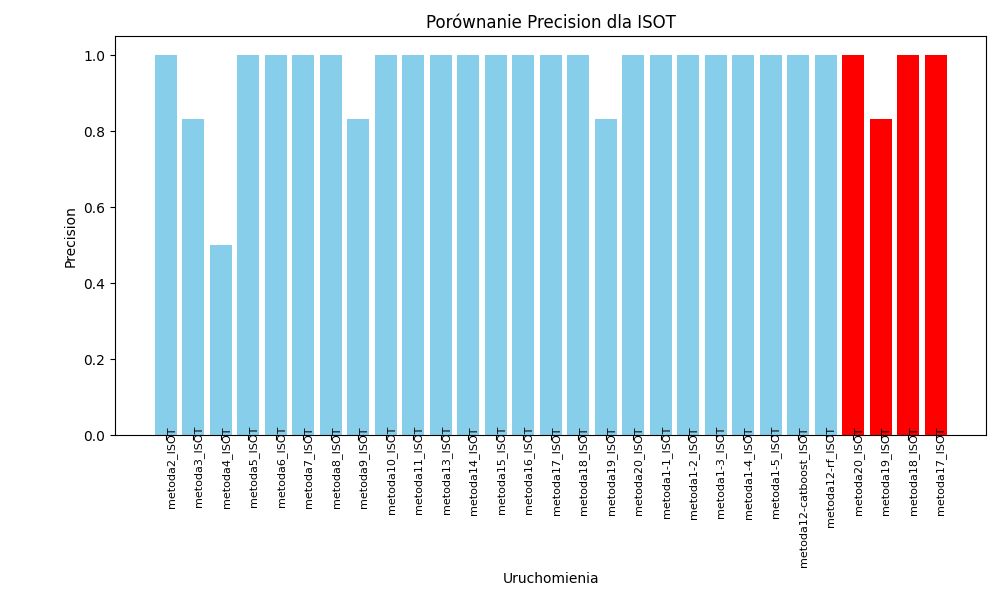 Porównanie Precision dla ISOT
Precision
1.0
0.8
0.6
0.4
0.2
0.0
metoda2_ISOT
metoda3_ISOT
metoda4_ISOT
metoda5_ISOT
metoda6_ISOT
metoda7_ISOT
metoda8_ISOT
metoda9_ISOT
metoda10_ISOT
metoda11_ISOT
metoda13_ISOT
metoda14_ISOT
metoda15_ISOT
metoda16_ISOT
metoda17_ISOT
metoda18_ISOT
metoda19_ISOT
metoda20_ISOT
metoda1-1_ISOT
metoda1-2_ISOT
metoda1-3_ISOT
metoda1-4_ISOT
metoda1-5_ISOT
metoda12-catboost_ISOT
metoda12-rf_ISOT
metoda20_ISOT
metoda19_ISOT
metoda18_ISOT
metoda17_ISOT
Uruchomienia